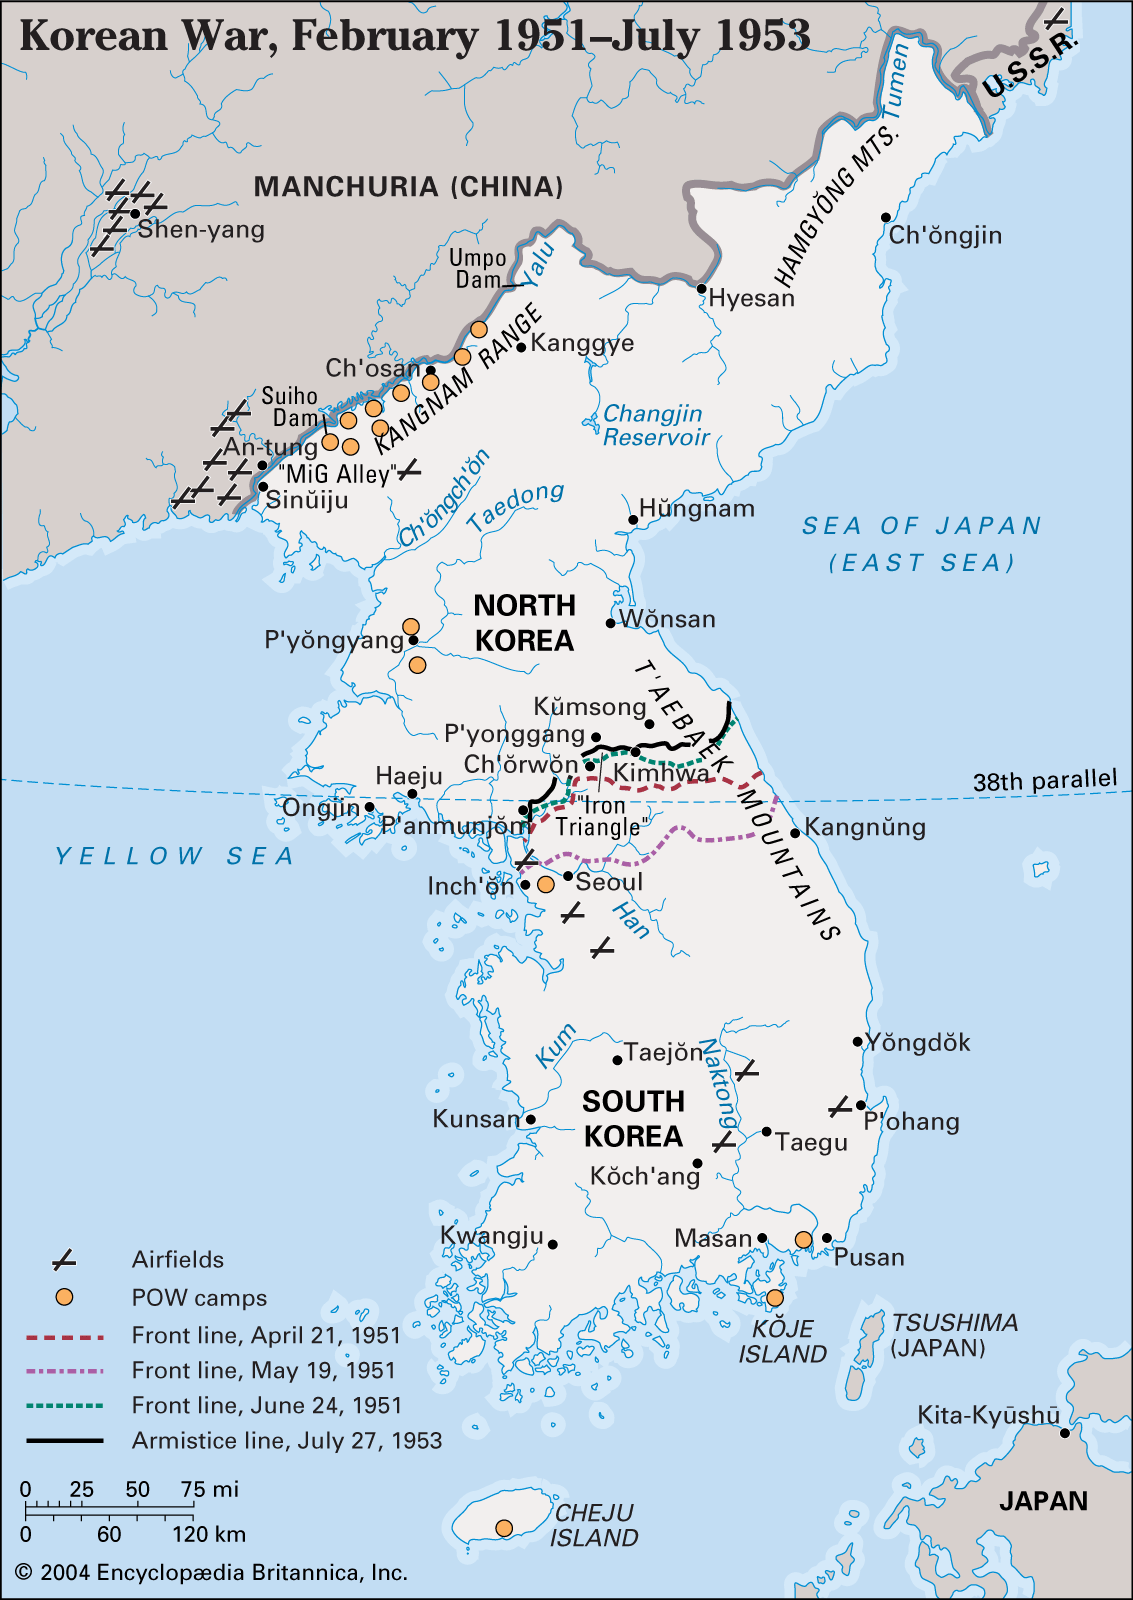 Korean War, February 1951–July 1953
U.S.S.R.
Tumen
HAMGYŎNG MTS.
MANCHURIA (CHINA)
Shen-yang
Ch'ŏngjin
Umpo
Dam
Yalu
Hyesan
KANGNAM RANGE
Kanggye
Ch'osan
Suiho
Dam
Changjin
Reservoir
An-tung
"MiG Alley"
Sinŭiju
Ch'ŏngch'ŏn
Taedong
Hŭngnam
SEA OF JAPAN
(EAST SEA)
NORTH
KOREA
Wŏnsan
P'yŏngyang
T'AEBAEK MOUNTAINS
Kŭmsong
P'yonggang
Ch'ŏrwŏn
Kimhwa
Haeju
38th parallel
Ongjin
P'anmunjŏm
"Iron
Triangle"
Kangnŭng
YELLOW SEA
Inch'ŏn
Seoul
Han
Kum
Taejŏn
Naktong
Yŏngdŏk
SOUTH
KOREA
Kunsan
P'ohang
Taegu
Kŏch'ang
Kwangju
Masan
Pusan
KŎJE
ISLAND
TSUSHIMA
(JAPAN)
Kita-Kyūshū
JAPAN
CHEJU
ISLAND
Airfields
POW camps
Front line, April 21, 1951
Front line, May 19, 1951
Front line, June 24, 1951
Armistice line, July 27, 1953
0 25 50 75 mi
0 60 120 km
© 2004 Encyclopædia Britannica, Inc.